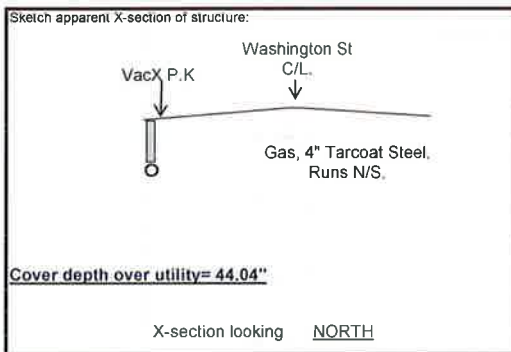 Sketch apparent X-section of structure:
Washington St
C/L.
VacX P.K
Gas, 4" Tarcoat Steel.
Runs N/S.
Cover depth over utility= 44.04"
X-section looking NORTH